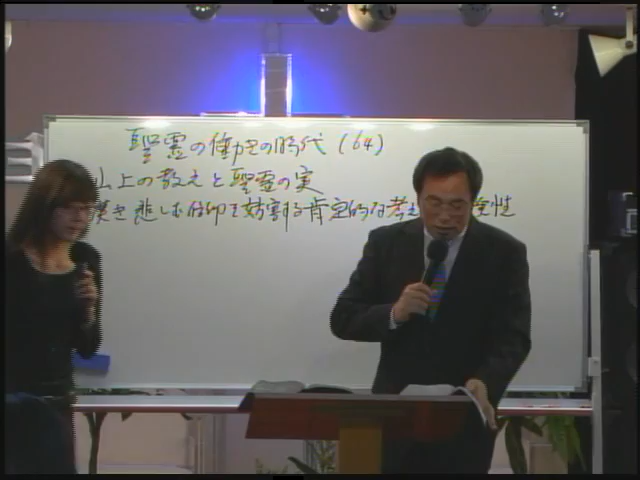 聖霊の働きの時代 (64)
山上の教えと聖霊の実
嘆き悲しむ信仰を妨害する肯定的な考え 性